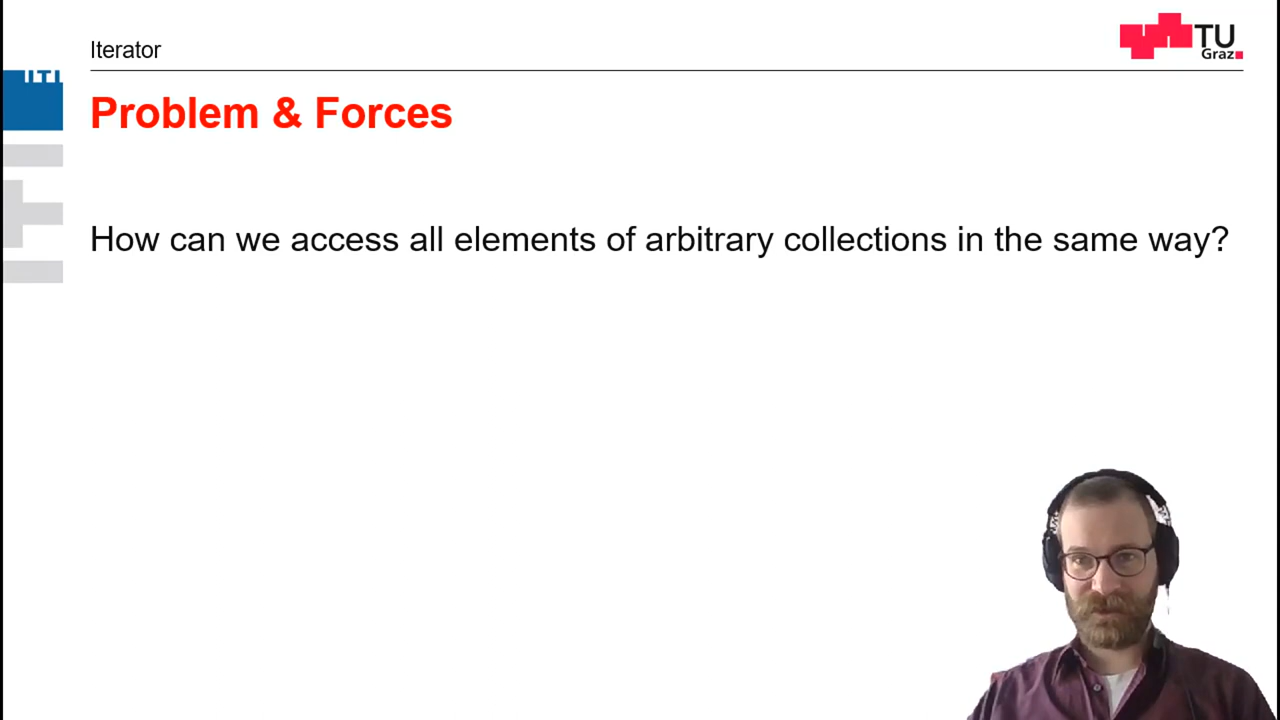 Iterator
TU
Graz
Problem & Forces
How can we access all elements of arbitrary collections in the same way?